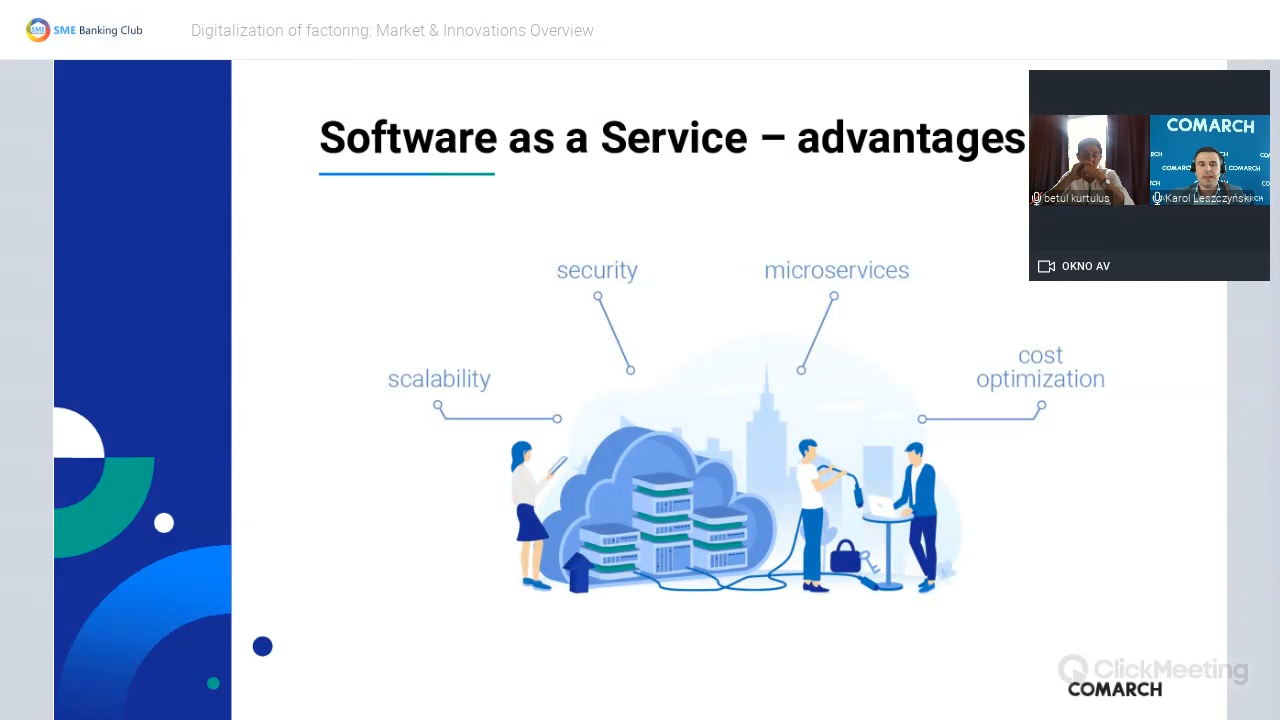 SME Banking Club
Digitalization of factoring: Market & Innovations Overview
Software as a Service – advantages
COMARCH
COMARCH
betul kurtulus
Karol Leszczyński
OKNO AV
security
microservices
scalability
cost
optimization
ClickMeeting
COMARCH